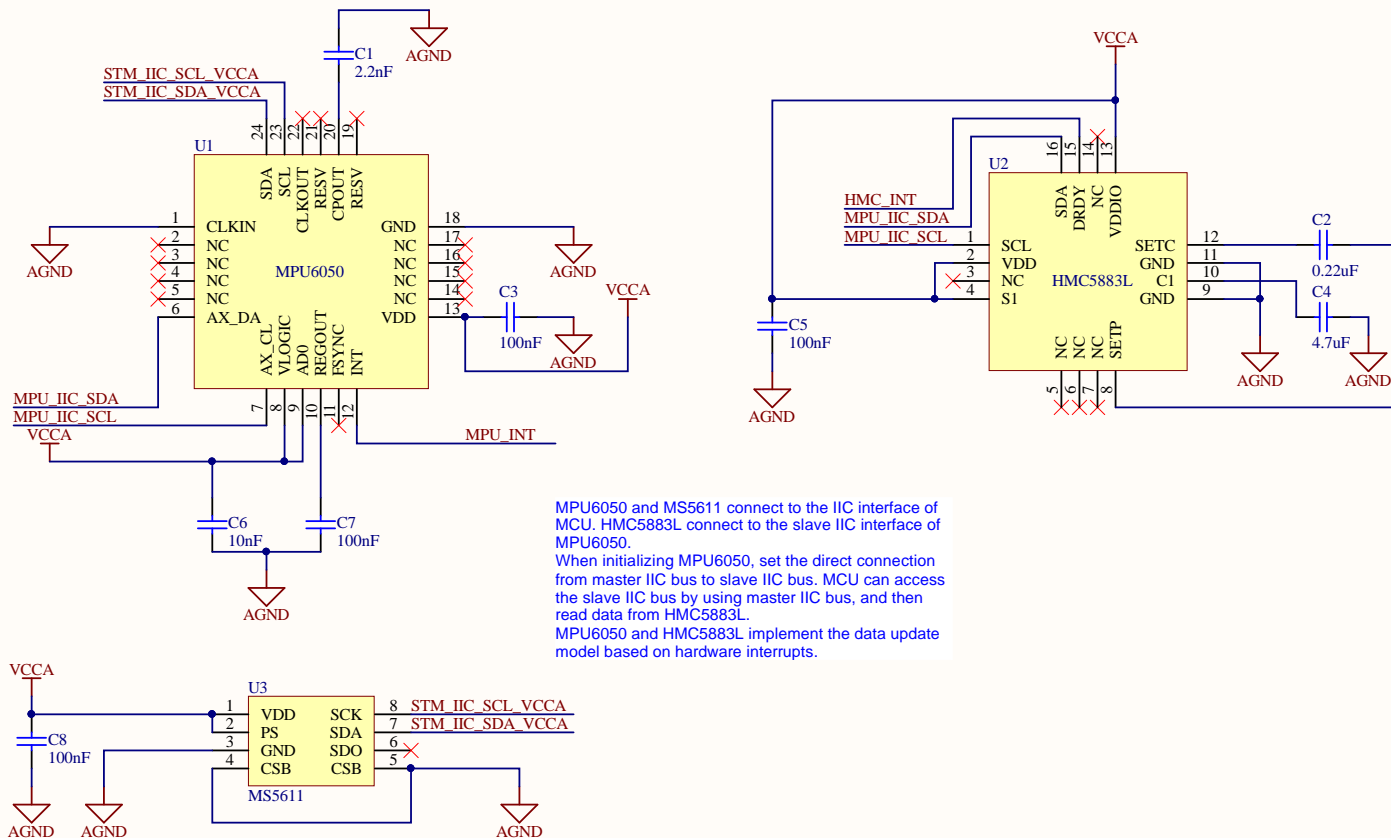 C1
2.2nF
AGND
STM_IIC_SCL_VCCA
STM_IIC_SDA_VCCA
24
23
22
21
20
19
U1
SDA
SCL
CLKOUT
RESV
CPOUT
RESV
1
CLKIN
GND
18
2
NC
NC
17
3
NC
NC
16
4
NC
NC
15
5
NC
NC
14
6
AX_DA
VDD
13
MPU6050
AGND
AGND
C3
100nF
AGND
VCCA
AX_CL
VLOGIC
AD0
REGOUT
FSYNC
INT
7
8
9
10
11
12
MPU_IIC_SDA
MPU_IIC_SCL
VCCA
MPU_INT
C6
10nF
C7
100nF
AGND
VCCA
16
15
14
13
U2
SDA
DRDY
NC
VDDIO
HMC_INT
MPU_IIC_SDA
MPU_IIC_SCL
1
SCL
SETC
12
2
VDD
GND
11
3
NC
C1
10
4
S1
GND
9
HMC5883L
C2
0.22uF
C4
4.7uF
C5
100nF
AGND
AGND
AGND
NC
NC
NC
SETP
5
6
7
8
MPU6050 and MS5611 connect to the IIC interface of
MCU. HMC5883L connect to the slave IIC interface of
MPU6050.
When initializing MPU6050, set the direct connection
from master IIC bus to slave IIC bus. MCU can access
the slave IIC bus by using master IIC bus, and then
read data from HMC5883L.
MPU6050 and HMC5883L implement the data update
model based on hardware interrupts.
VCCA
C8
100nF
AGND
AGND
U3
1
VDD
SCK
8
STM_IIC_SCL_VCCA
2
PS
SDA
7
STM_IIC_SDA_VCCA
3
GND
SDO
6
4
CSB
CSB
5
MS5611
AGND